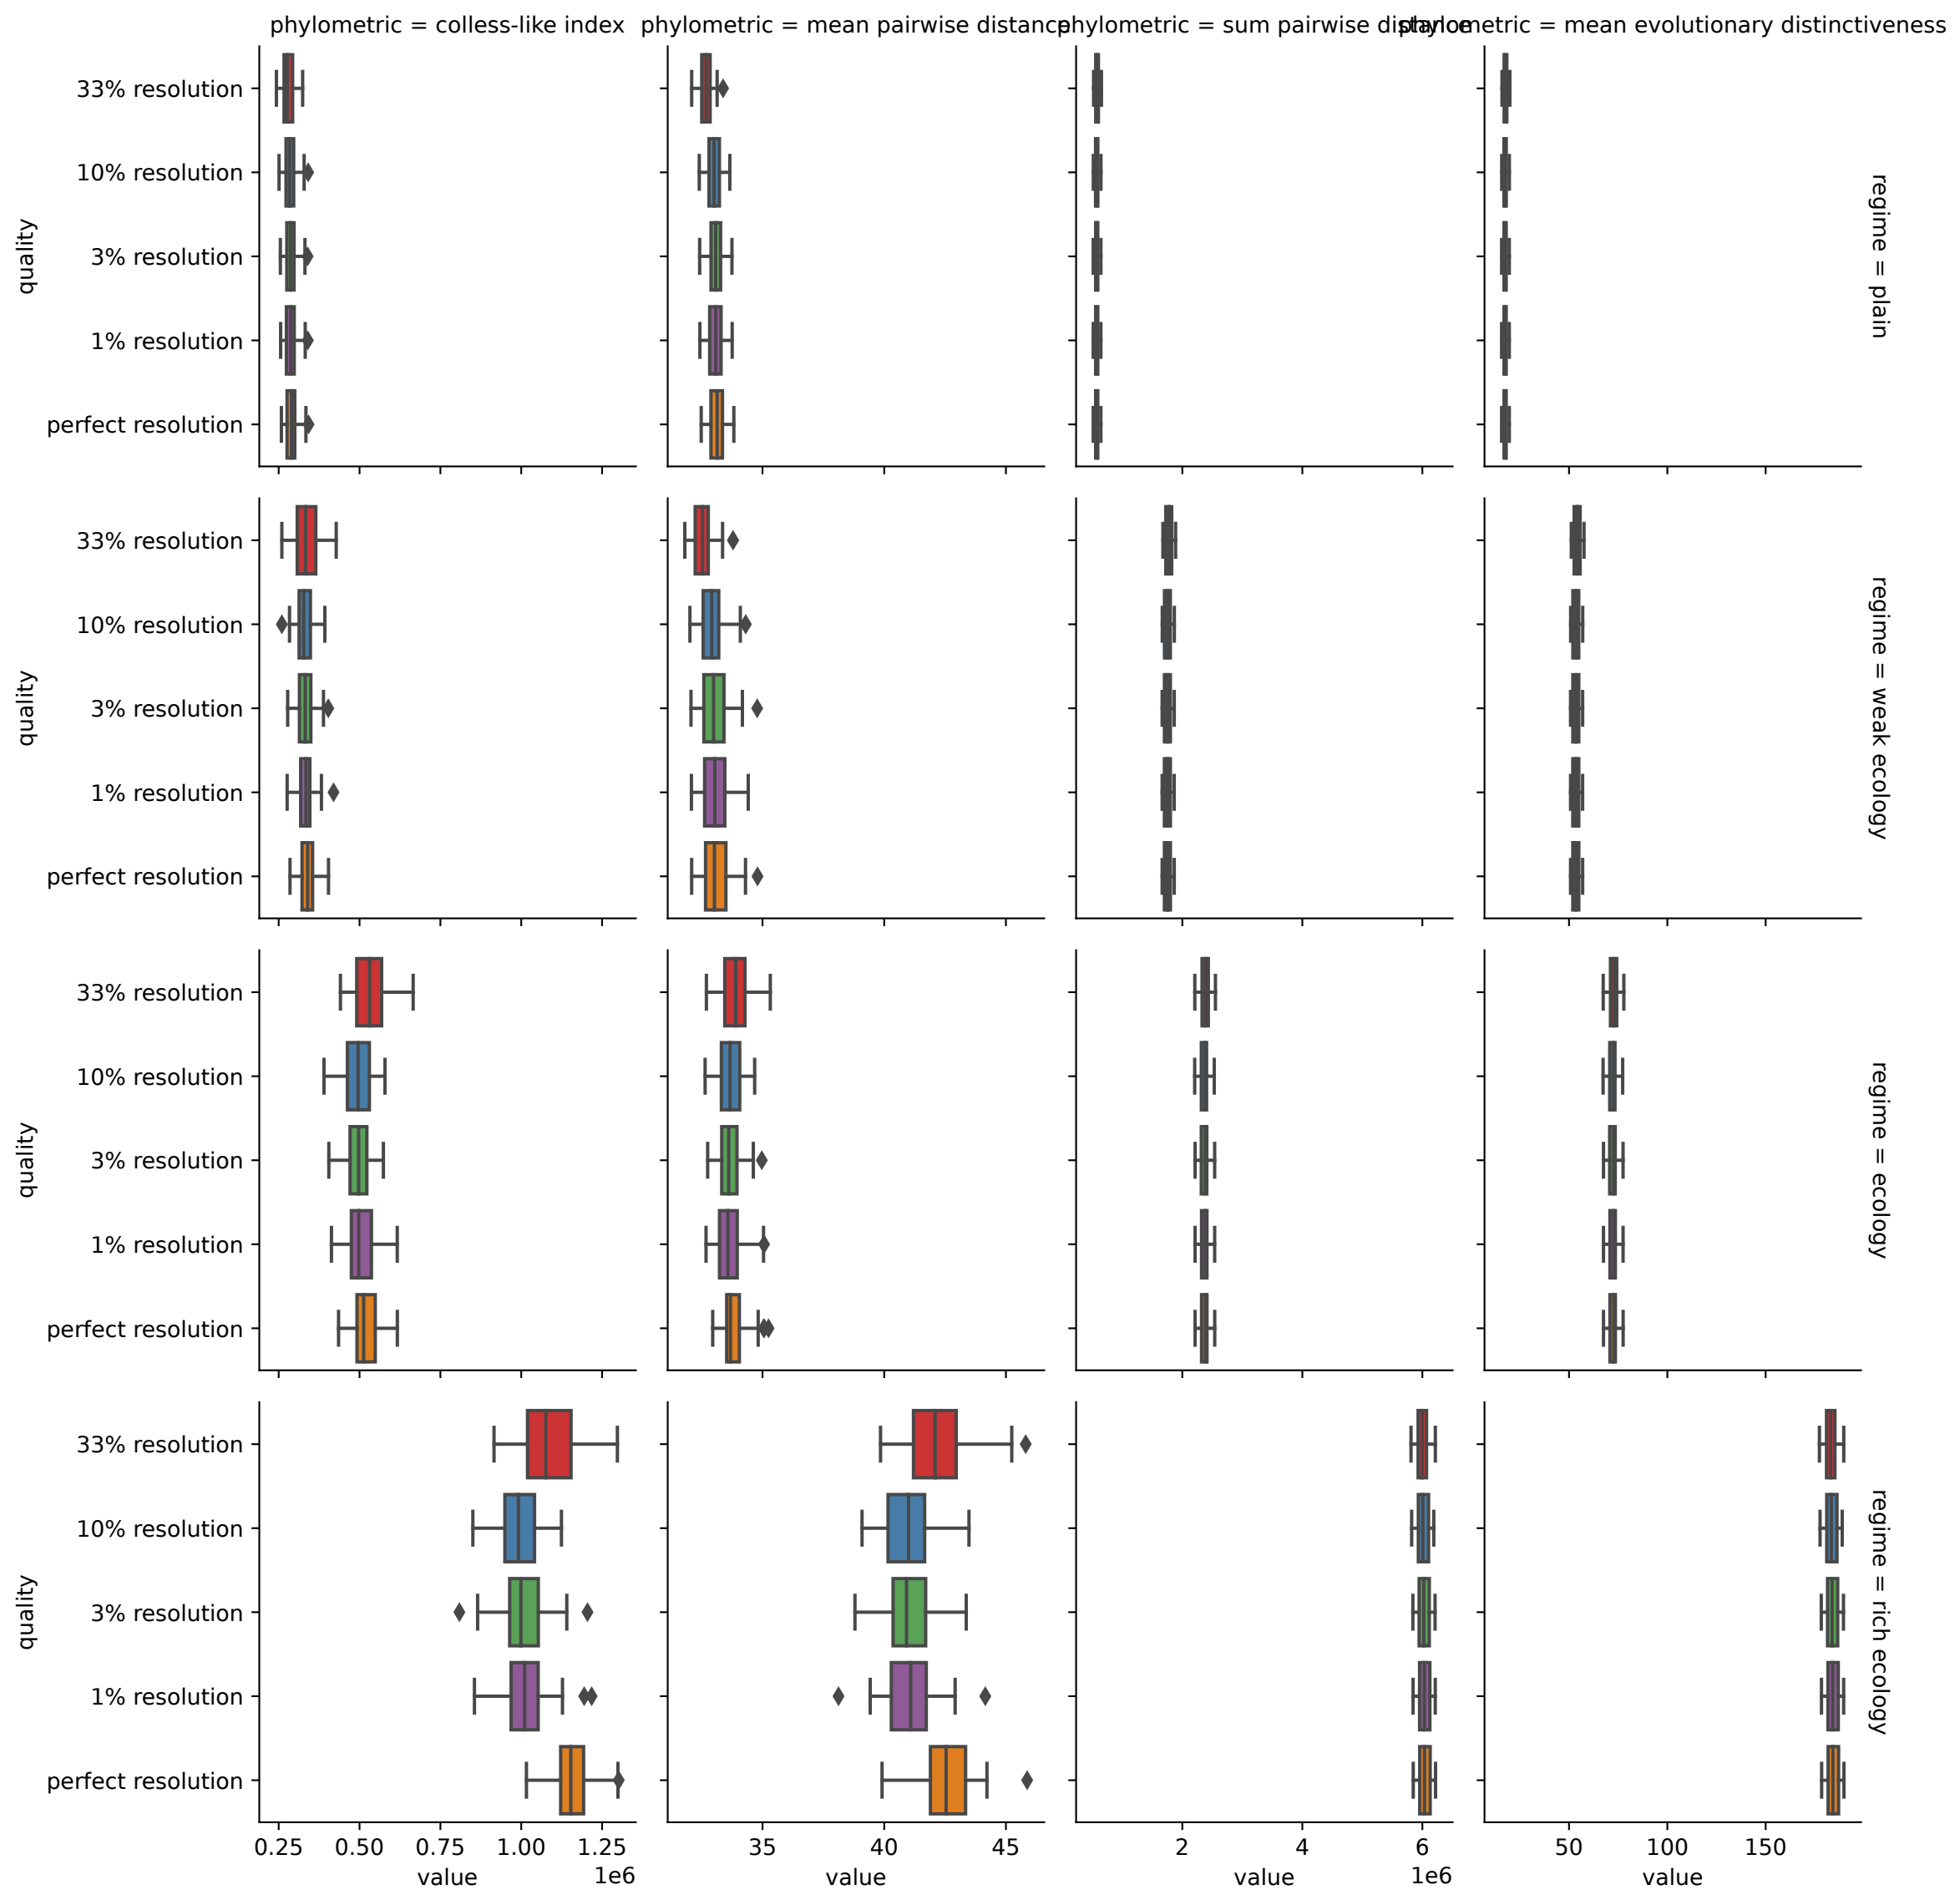 phylometric = colless-like index
phylometric = mean pairwise distance
phylometric = sum pairwise distance
phylometric = mean evolutionary distinctiveness
quality
33% resolution
10% resolution
3% resolution
1% resolution
perfect resolution
regime = plain
quality
33% resolution
10% resolution
3% resolution
1% resolution
perfect resolution
regime = weak ecology
quality
33% resolution
10% resolution
3% resolution
1% resolution
perfect resolution
regime = ecology
quality
33% resolution
10% resolution
3% resolution
1% resolution
perfect resolution
regime = rich ecology
0.25 0.50 0.75 1.00 1.25
1e6
value
35 40 45
value
2 4 6
1e6
value
50 100 150
value